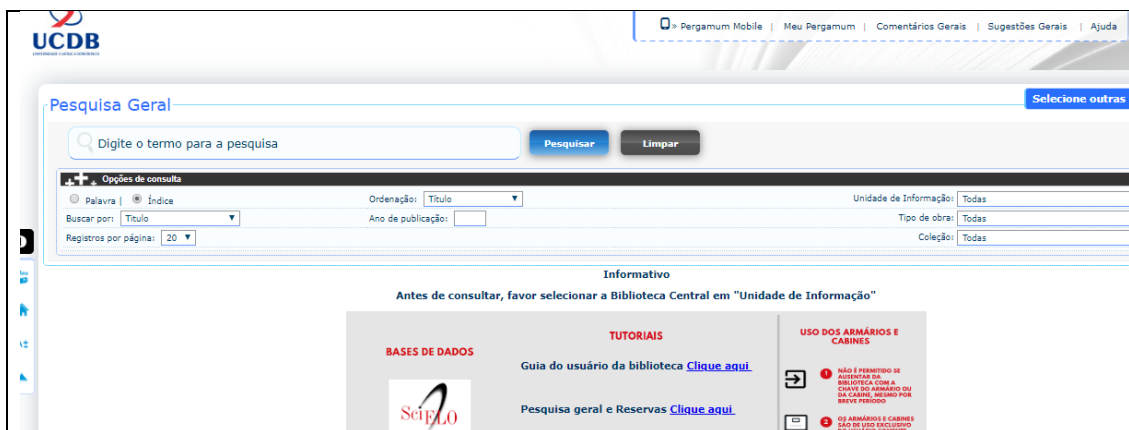 UCDB
» Pergamum Mobile | Meu Pergamum | Comentários Gerais | Sugestões Gerais | Ajuda
Selecione outras
Pesquisa Geral
Digite o termo para a pesquisa
Pesquisar
Limpar
Opções de consulta
Palavra | Índice
Ordenação: Título
Unidade de Informação: Todas
Buscar por: Título
Ano de publicação:
Tipo de obra: Todas
Registros por página: 20
Coleção: Todas
Informativo
Antes de consultar, favor selecionar a Biblioteca Central em "Unidade de Informação"
BASES DE DADOS
SciELO
TUTORIAIS
Guia do usuário da biblioteca Clique aqui
Pesquisa geral e Reservas Clique aqui
USO DOS ARMÁRIOS E
CABINES
1 NÃO É PERMITIDO SE
AUSENTAR DA
BIBLIOTECA COM A
CHAVE DO ARMÁRIO OU
DA CABINE, MESMO POR
BREVE PERÍODO
2 OS ARMÁRIOS E CABINES
SÃO DE USO EXCLUSIVO